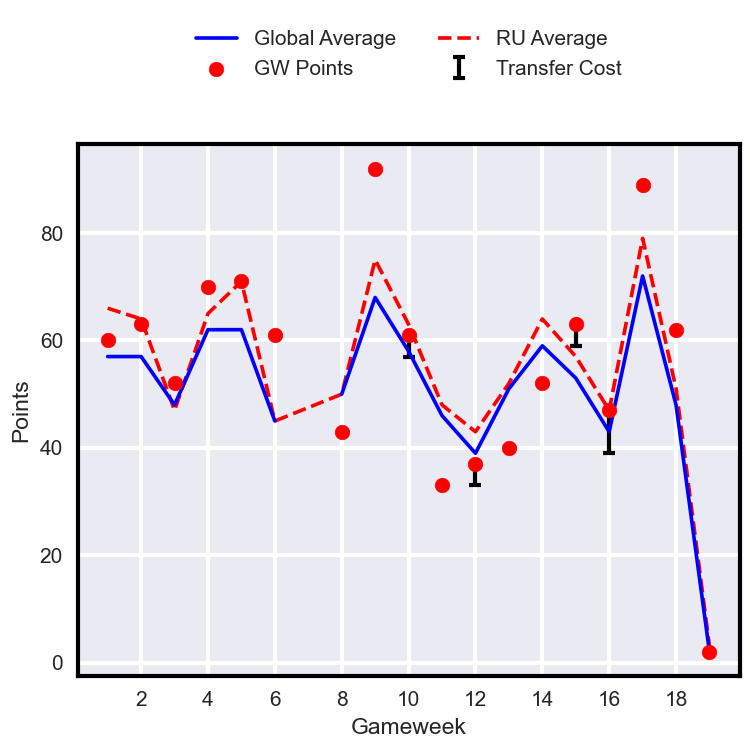 Global Average RU Average
GW Points Transfer Cost
80
60
40
20
0
Points
2 4 6 8 10 12 14 16 18
Gameweek